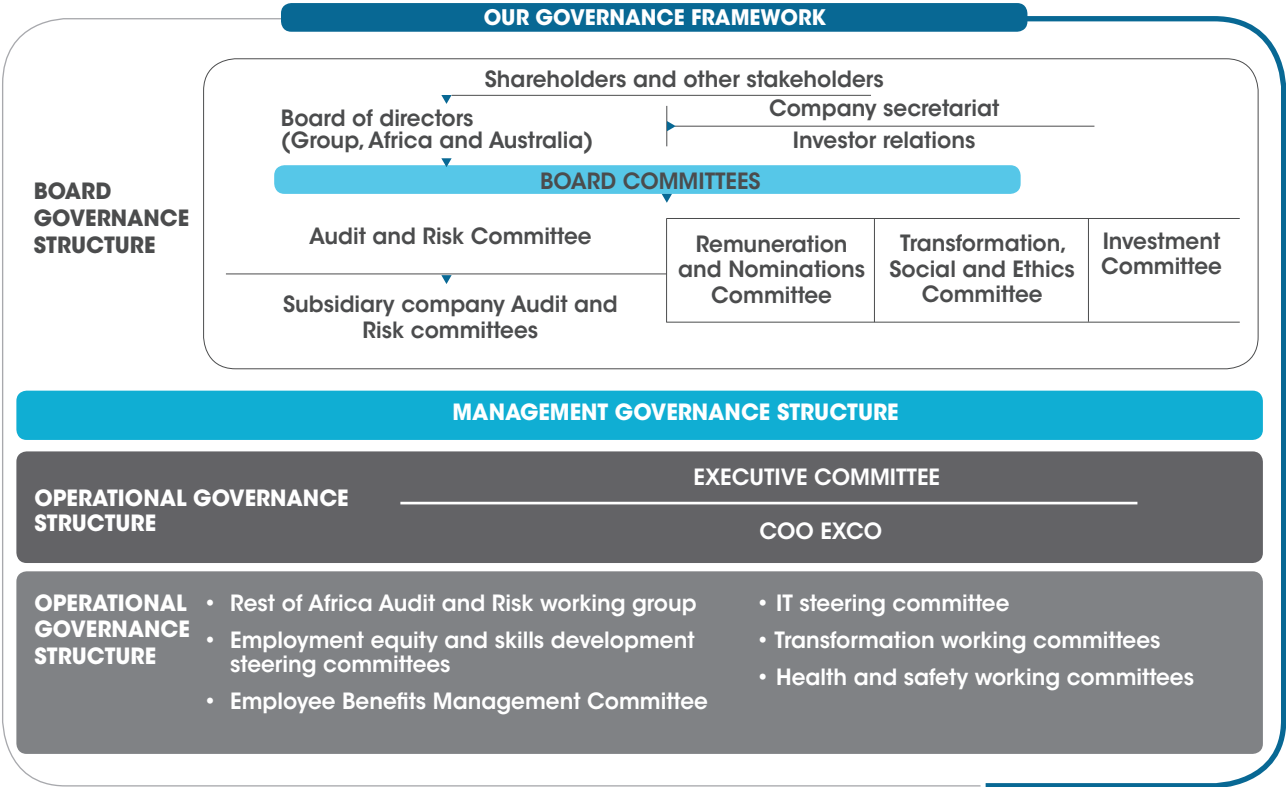 OUR GOVERNANCE FRAMEWORK
BOARD
GOVERNANCE
STRUCTURE
Shareholders and other stakeholders
Board of directors
(Group, Africa and Australia)
Company secretariat
Investor relations
BOARD COMMITTEES
Audit and Risk Committee
Subsidiary company Audit and
Risk committees
Remuneration
and Nominations
Committee
Transformation,
Social and Ethics
Committee
Investment
Committee
MANAGEMENT GOVERNANCE STRUCTURE
OPERATIONAL GOVERNANCE
STRUCTURE
EXECUTIVE COMMITTEE
COO EXCO
OPERATIONAL
GOVERNANCE
STRUCTURE
• Rest of Africa Audit and Risk working group
• Employment equity and skills development
steering committees
• Employee Benefits Management Committee
• IT steering committee
• Transformation working committees
• Health and safety working committees